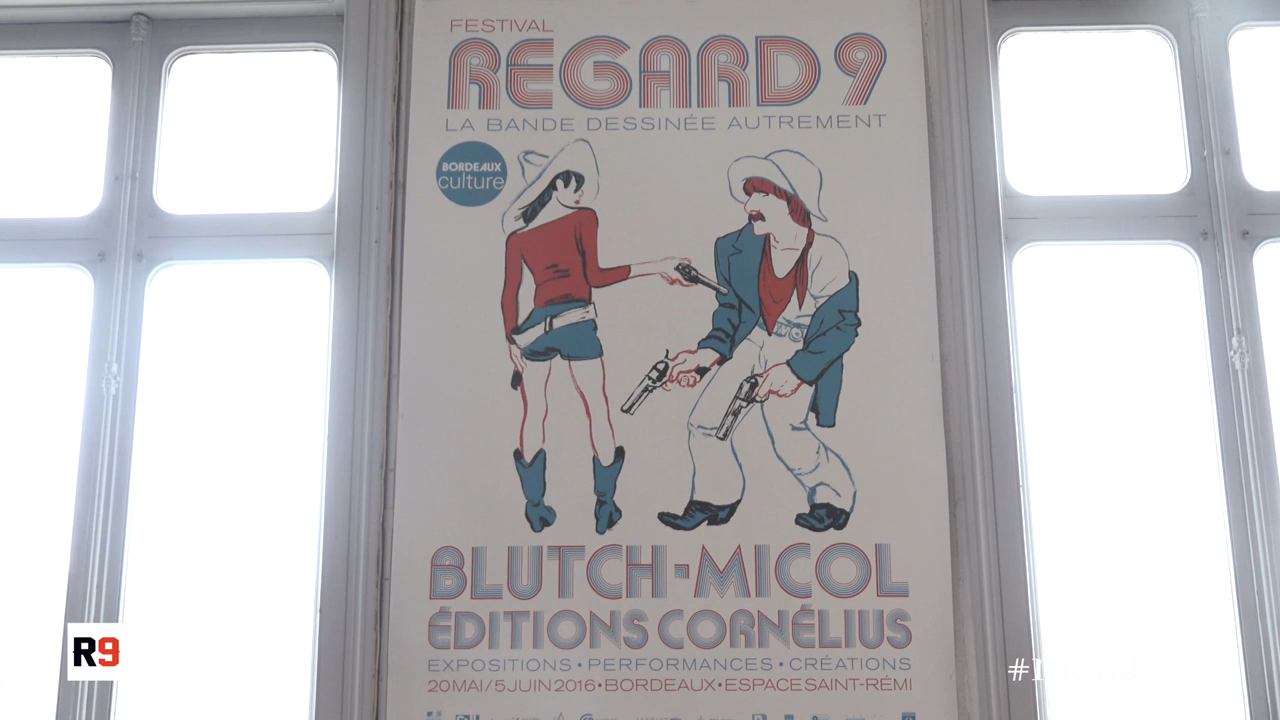 FESTIVAL
REGARD 9
LA BANDE DESSINÉE AUTREMENT
BORDEAUX
culture
BLUTCH-MICOL
ÉDITIONS CORNÉLIUS
EXPOSITIONS • PERFORMANCES • CRÉATIONS
20 MAI / 5 JUIN 2016 • BORDEAUX • ESPACE SAINT-RÉMI
R9